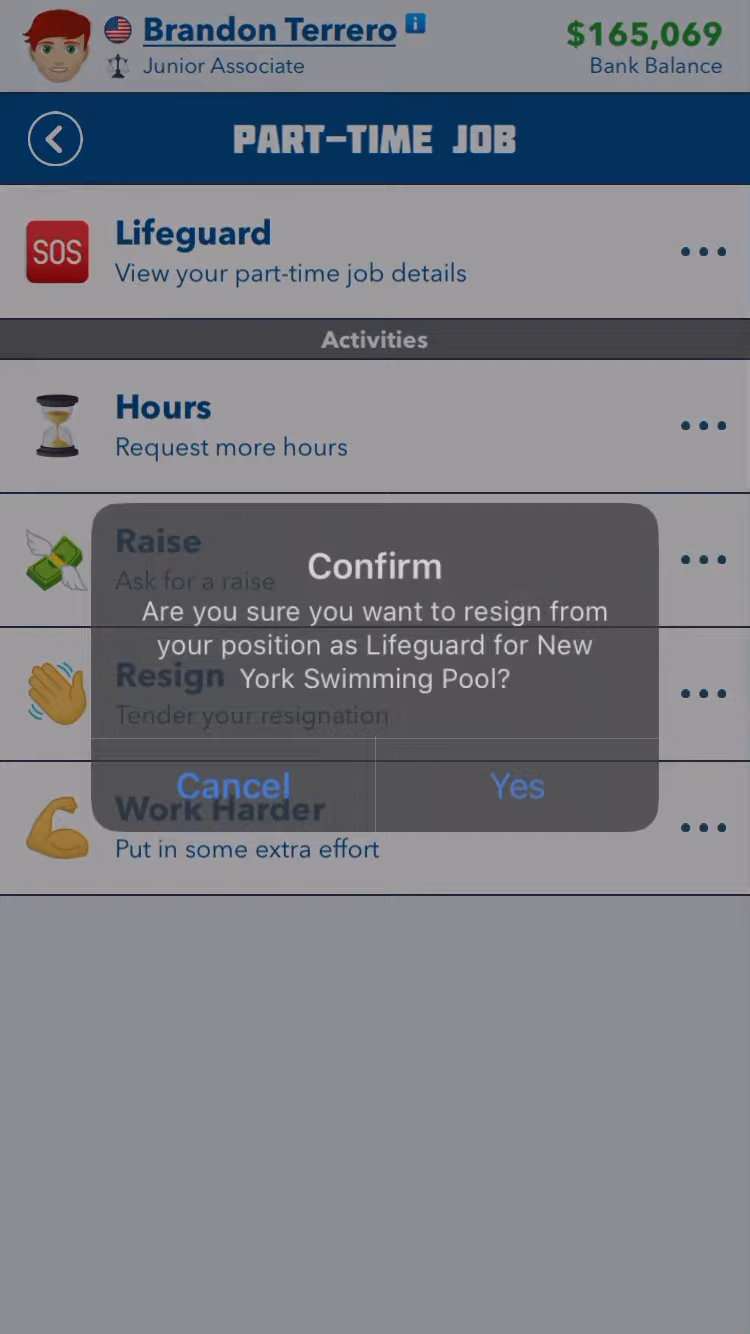 Brandon Terrero
$165,069
Junior Associate
Bank Balance
PART-TIME JOB
SOS
Lifeguard
View your part-time job details
Activities
Hours
Request more hours
Raise
Ask for a raise
Confirm
Are you sure you want to resign from
your position as Lifeguard for New
York Swimming Pool?
Resign
Tender your resignation
Cancel
Yes
Work Harder
Put in some extra effort